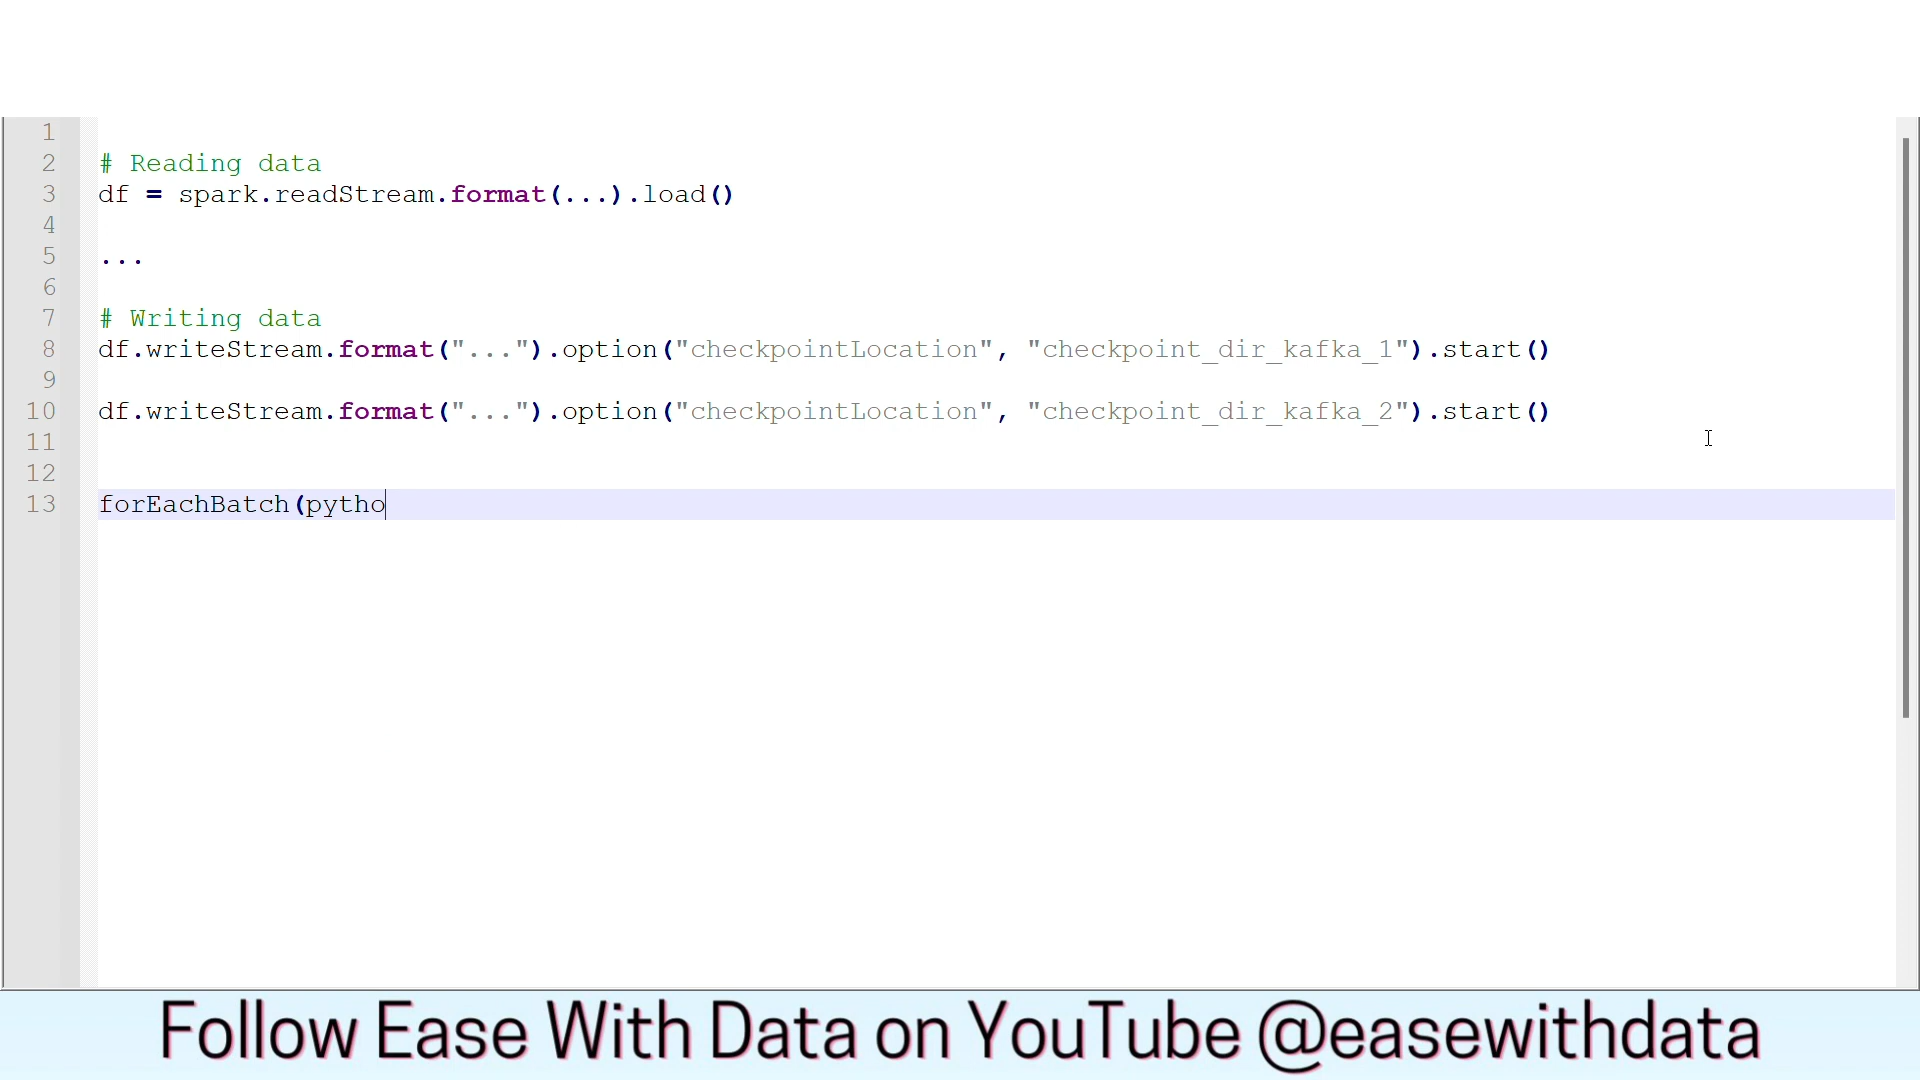 1
2 # Reading data
3 df = spark.readStream.format(...).load()
4
5 ...
6
7 # Writing data
8 df.writeStream.format("...").option("checkpointLocation", "checkpoint_dir_kafka_1").start()
9
10 df.writeStream.format("...").option("checkpointLocation", "checkpoint_dir_kafka_2").start()
11
12
13 forEachBatch(pytho
Follow Ease With Data on YouTube @easewithdata